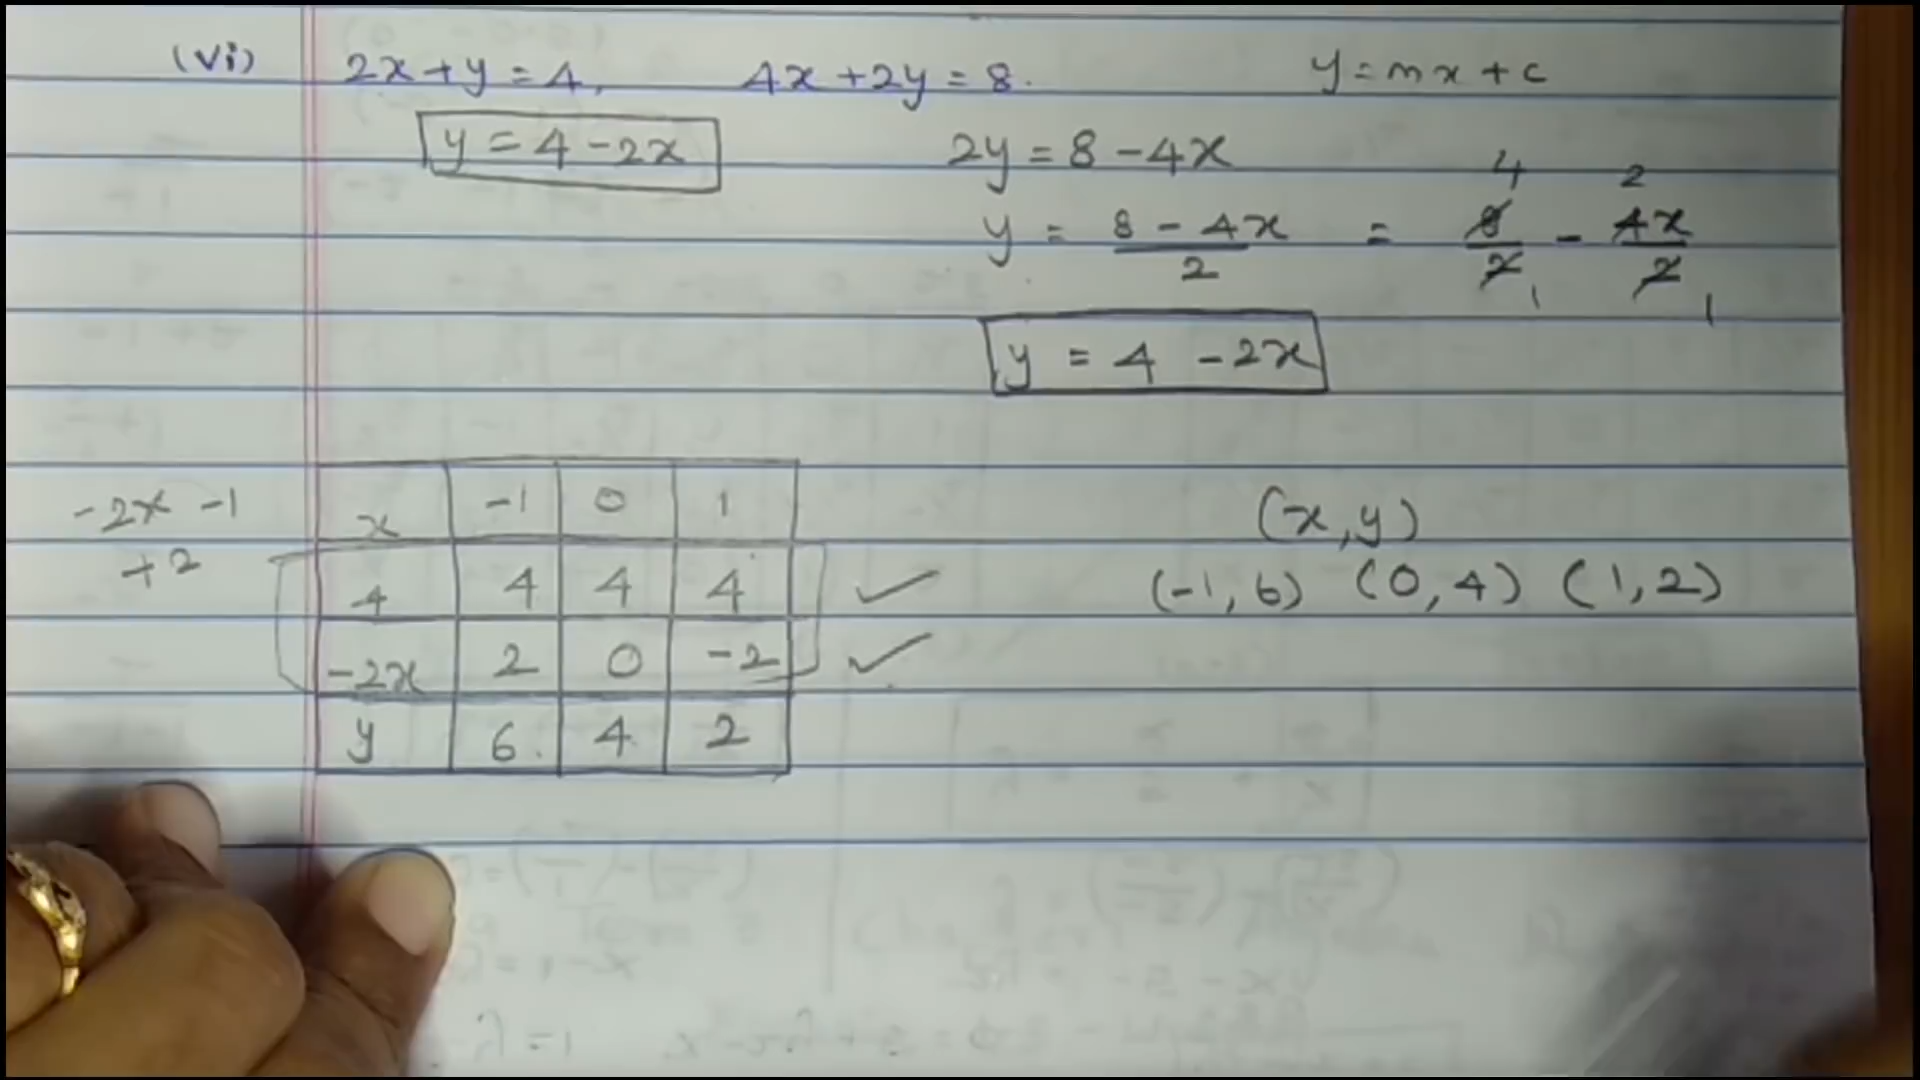 (vi) 2x+y=4, 4x+2y=8. y=mx+c
y=4-2x 2y=8-4x
y = 8-4x/2 = 8/2 - 4x/2 4 2 1 1
y = 4 -2x
-2x -1 x -1 0 1 (x,y)
+2 4 4 4 4 ✓ (-1,6) (0,4) (1,2)
-2x 2 0 -2 ✓
y 6. 4 2